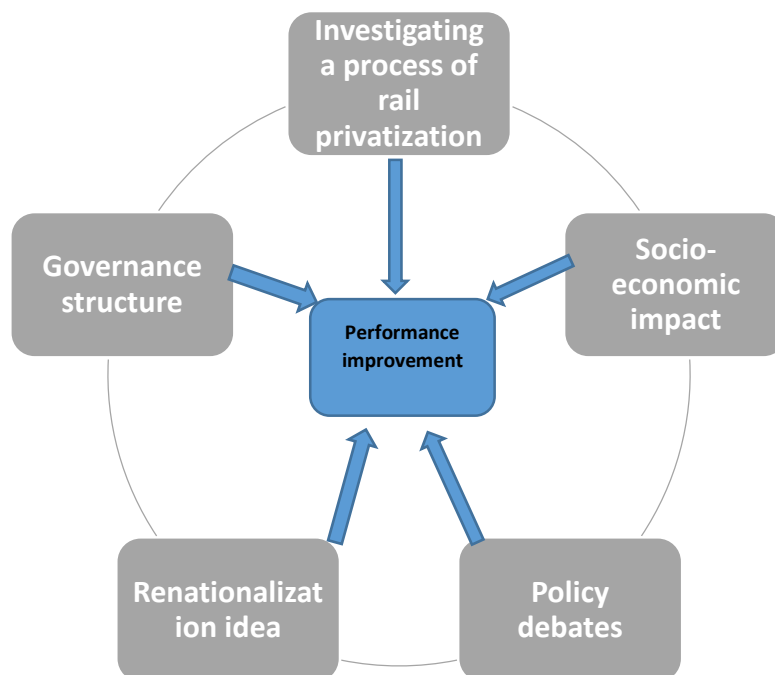 Investigating
a process of
rail
privatization
Governance
structure
Socio-
economic
impact
Performance
improvement
Renationalizat
ion idea
Policy
debates